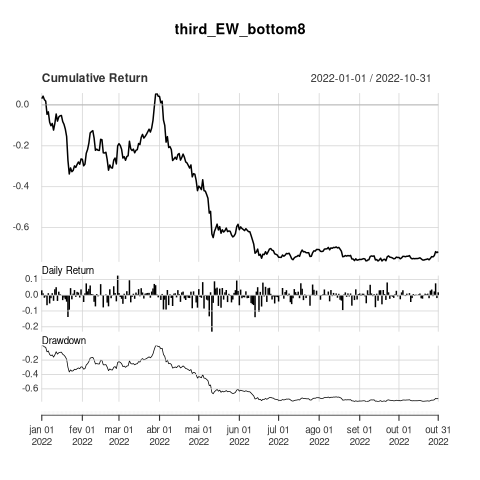 third_EW_bottom8
Cumulative Return 2022-01-01 / 2022-10-31
0.0
-0.2
-0.4
-0.6
Daily Return
0.1
-0.0
-0.1
-0.2
Drawdown
-0.2
-0.4
-0.6
jan 01 fev 01 mar 01 abr 01 mai 01 jun 01 jul 01 ago 01 set 01 out 01 out 31
2022 2022 2022 2022 2022 2022 2022 2022 2022 2022 2022